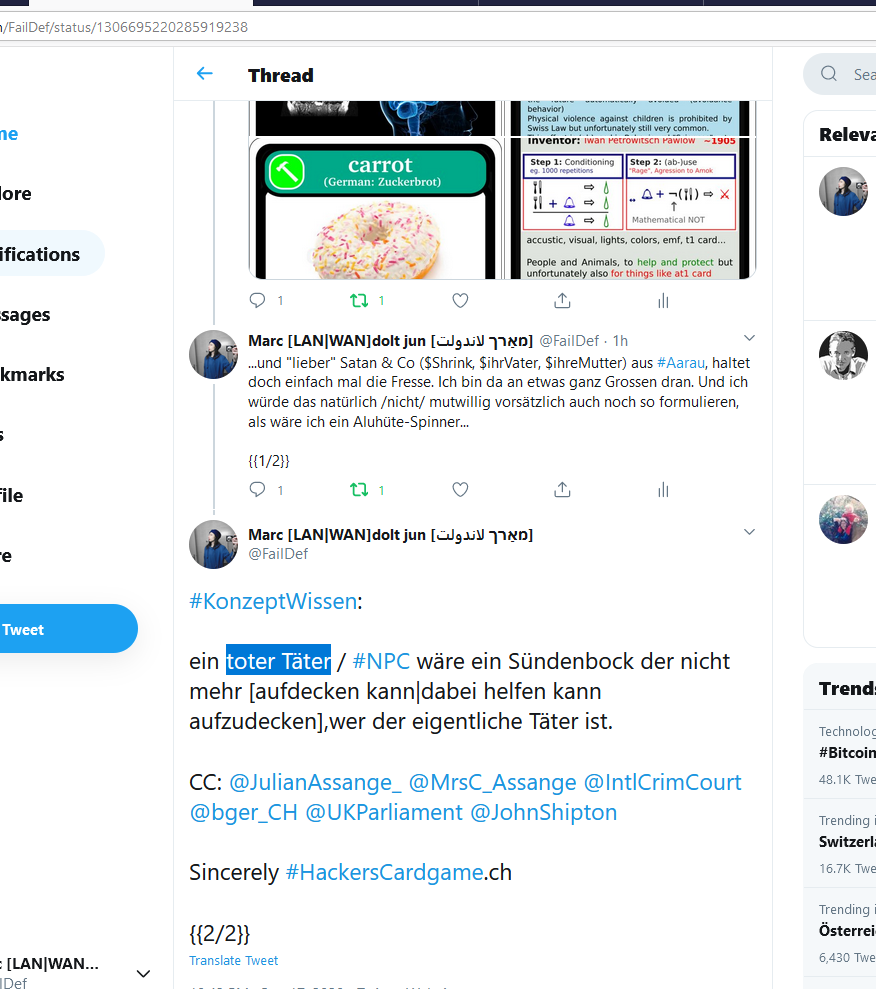 /FailDef/status/1306695220285919238
Thread
Sea
behavior)
Physical violence against children is prohibited by
Swiss Law but unfortunately still very common.
carrot
(German: Zuckerbrot)
Inventor: Iwan Petrowitsch Pawlow ~1905
Step 1: Conditioning
eg. 1000 repetitions
Step 2: (ab-)use
"Rage", Agression to Amok
Mathematical NOT
accustic, visual, lights, colors, emf, t1 card...
People and Animals, to help and protect but
unfortunately also for things like at1 card
1 1
Marc [LAN|WAN]dolt jun [מאַרך לאַנדולת] @FailDef · 1h
...und "lieber" Satan & Co ($Shrink, $ihrVater, $ihreMutter) aus #Aarau, haltet
doch einfach mal die Fresse. Ich bin da an etwas ganz Grossen dran. Und ich
würde das natürlich /nicht/ mutwillig vorsätzlich auch noch so formulieren,
als wäre ich ein Aluhüte-Spinner...
{{1/2}}
1 1
Marc [LAN|WAN]dolt jun [מאַרך לאַנדולת]
@FailDef
#KonzeptWissen:
ein toter Täter / #NPC wäre ein Sündenbock der nicht
mehr [aufdecken kann|dabei helfen kann
aufzudecken],wer der eigentliche Täter ist.
CC: @JulianAssange_ @MrsC_Assange @IntlCrimCourt
@bger_CH @UKParliament @JohnShipton
Sincerely #HackersCardgame.ch
{{2/2}}
Translate Tweet
me
lore
ifications
ssages
kmarks
s
file
re
Tweet
[LAN|WAN...
lDef
Releva
Trends
Technolog
#Bitcoin
48.1K Twe
Trending i
Switzerla
16.7K Twe
Trending i
Österrei
6,430 Twe